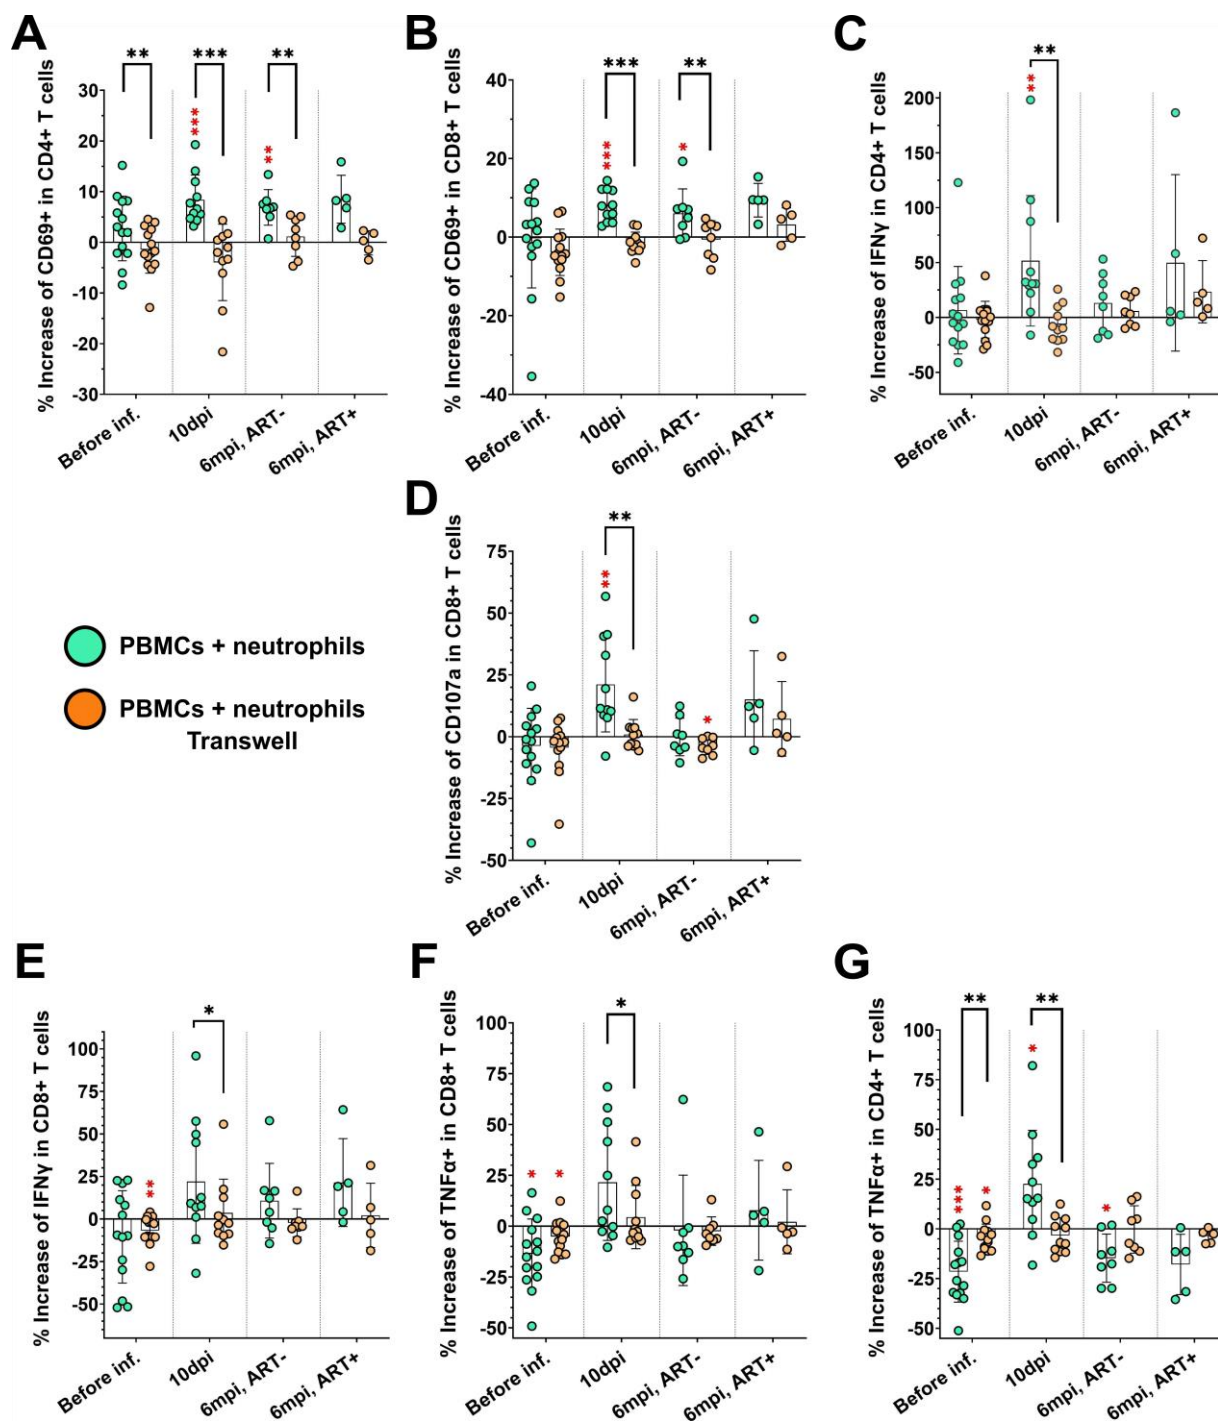 A
% Increase of CD69+ in CD4+ T cells
30
20
10
0
-10
-20
-30
**
***
**
***
**
Before inf.
10dpi
6mpi, ART-
6mpi, ART+
B
% Increase of CD69+ in CD8+ T cells
40
20
0
-20
-40
***
**
***
*
Before inf.
10dpi
6mpi, ART-
6mpi, ART+
C
% Increase of IFNγ in CD4+ T cells
200
150
100
50
0
-50
**
**
Before inf.
10dpi
6mpi, ART-
6mpi, ART+
PBMCs + neutrophils
PBMCs + neutrophils
Transwell
D
% Increase of CD107a in CD8+ T cells
75
50
25
0
-25
-50
**
**
*
Before inf.
10dpi
6mpi, ART-
6mpi, ART+
E
% Increase of IFNγ in CD8+ T cells
100
75
50
25
0
-25
-50
*
**
Before inf.
10dpi
6mpi, ART-
6mpi, ART+
F
% Increase of TNFα+ in CD8+ T cells
100
75
50
25
0
-25
-50
*
*
*
Before inf.
10dpi
6mpi, ART-
6mpi, ART+
G
% Increase of TNFα+ in CD4+ T cells
100
75
50
25
0
-25
-50
**
**
***
*
*
*
Before inf.
10dpi
6mpi, ART-
6mpi, ART+